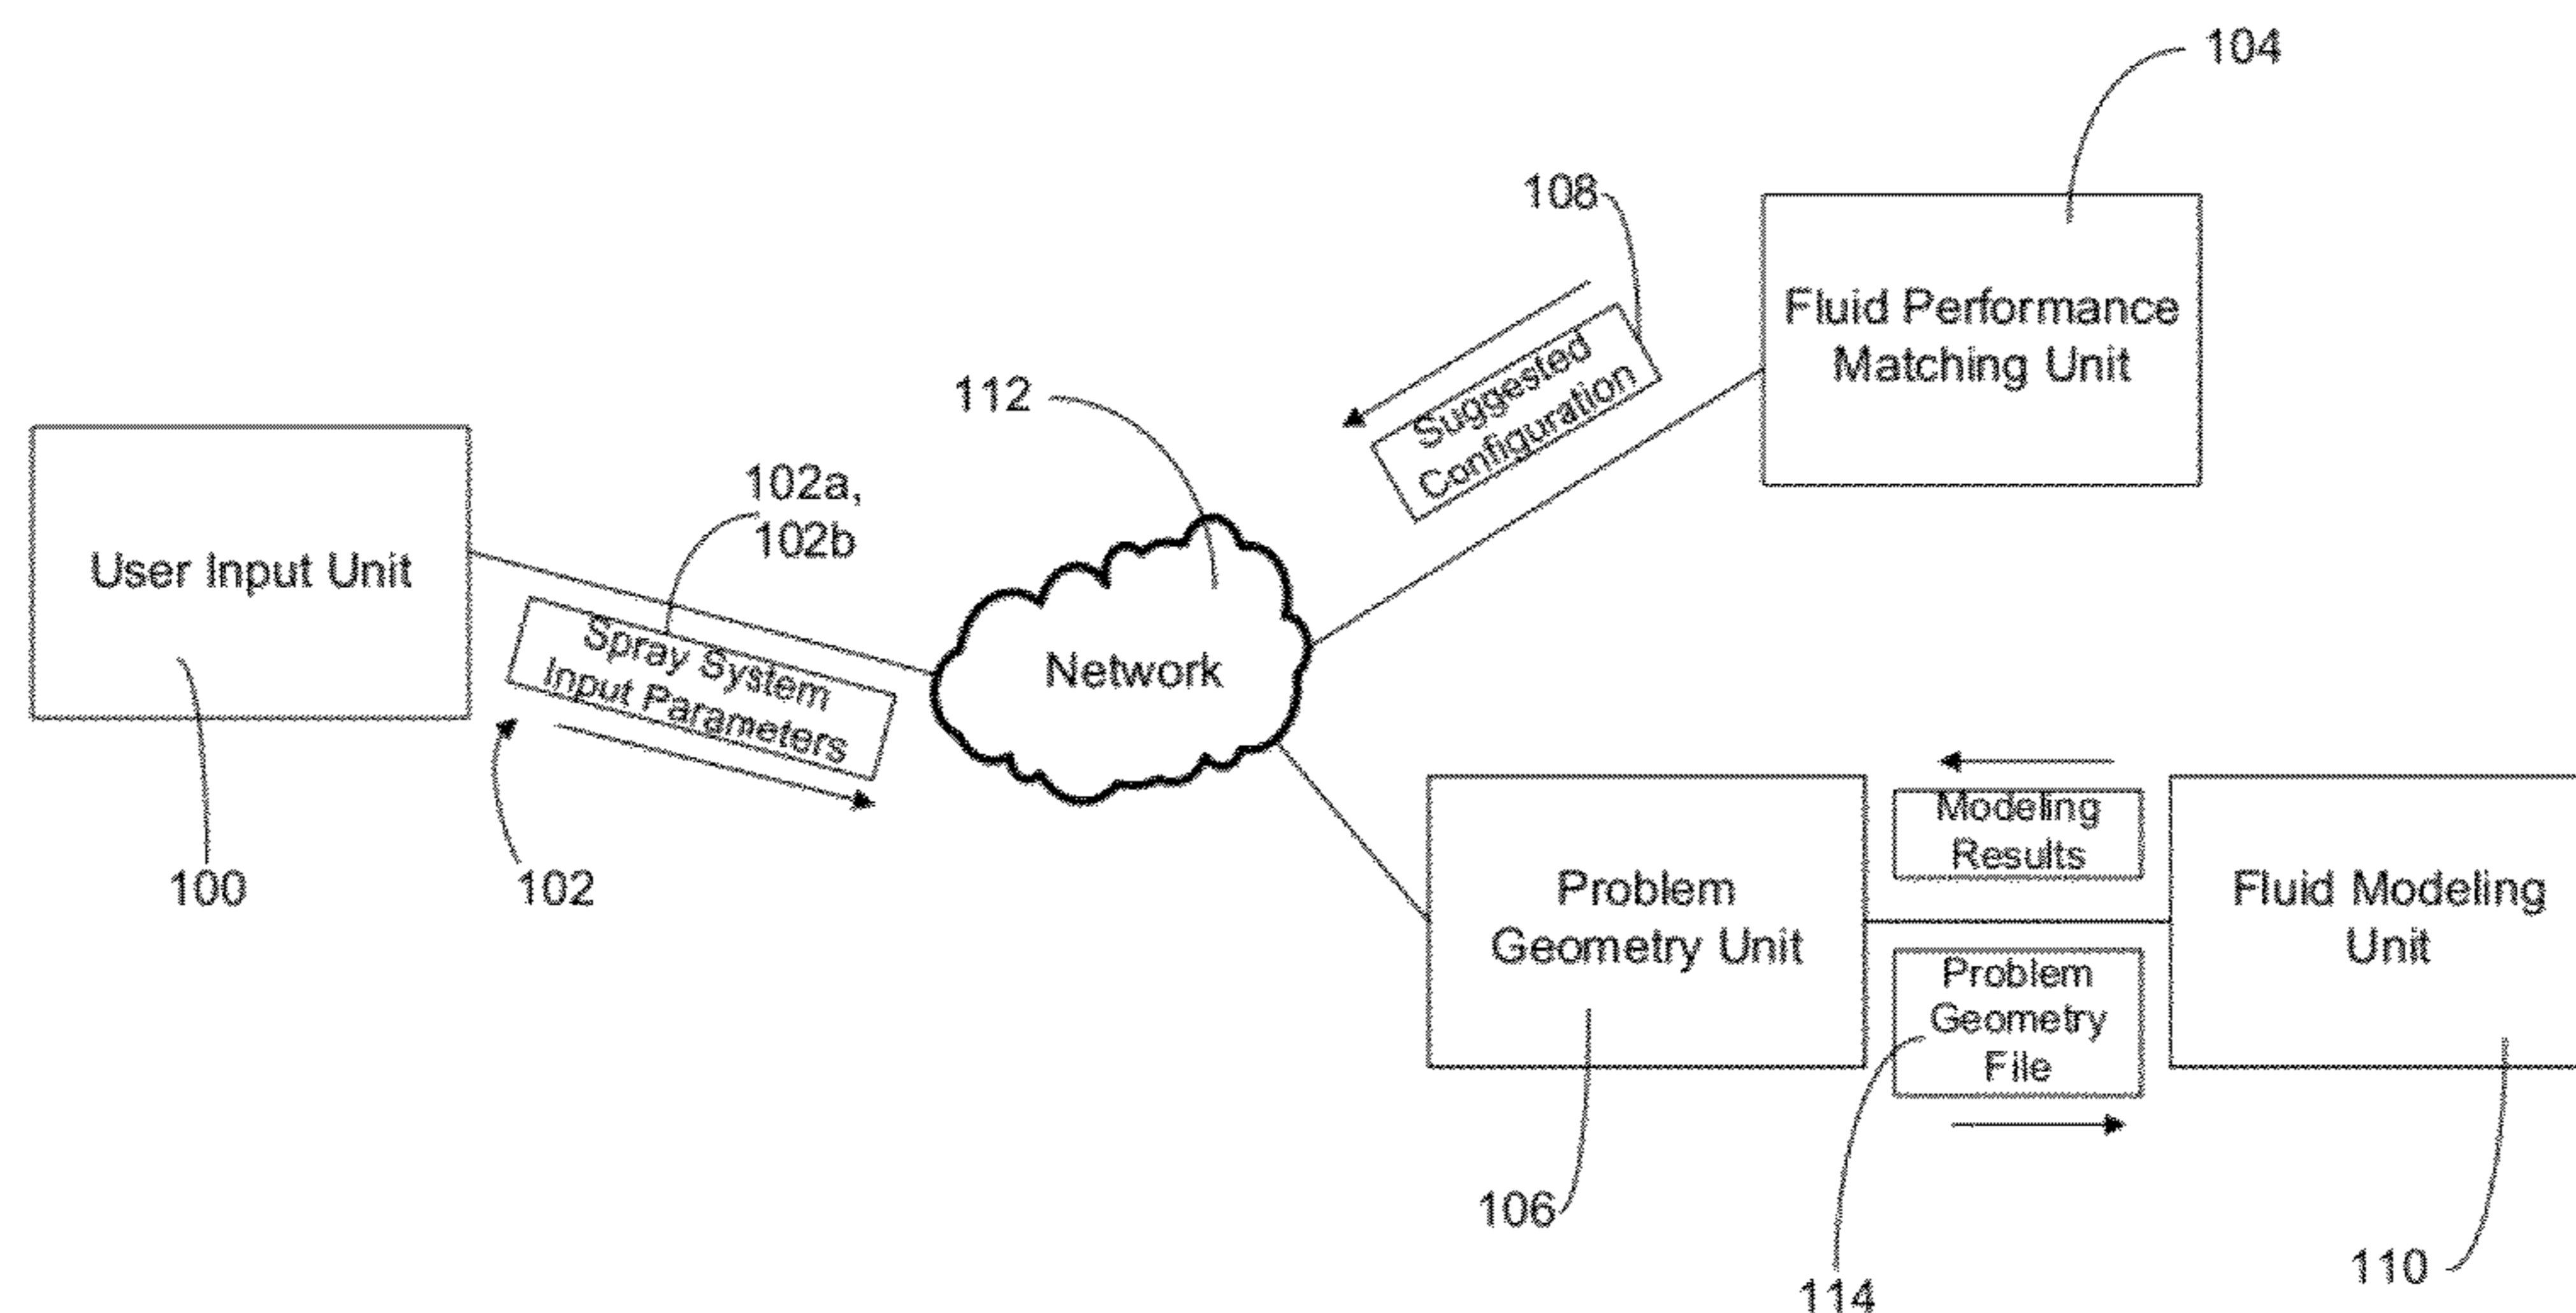 104
108
Fluid Performance
Matching Unit
Suggested
Configuration
112
102a,
102b
User Input Unit
Spray System
Input Parameters
Network
100
102
Modeling
Results
Problem
Geometry Unit
Fluid Modeling
Unit
Problem
Geometry
File
106
114
110